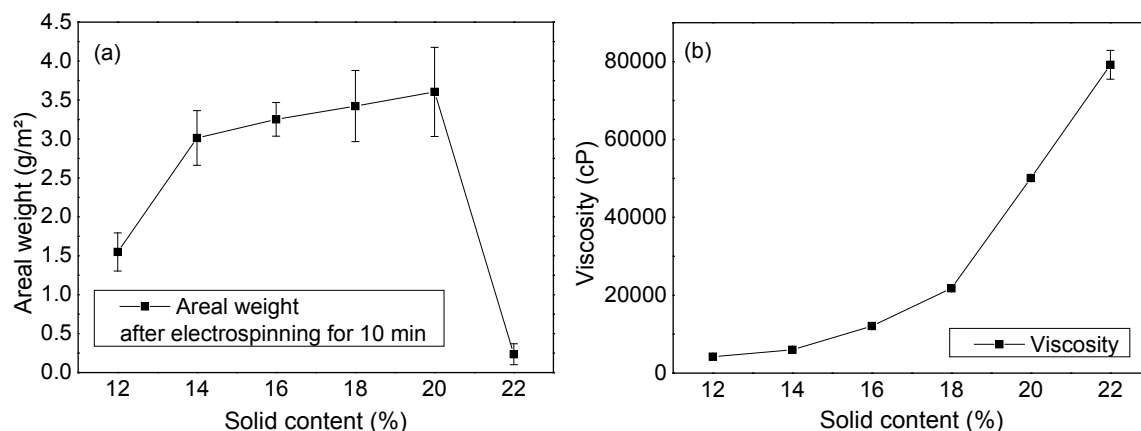 (a)
4.5
4.0
3.5
3.0
2.5
2.0
1.5
1.0
0.5
0.0
Areal weight (g/m²)
Areal weight
after electrospinning for 10 min
12 14 16 18 20 22
Solid content (%)
(b)
80000
60000
40000
20000
0
Viscosity (cP)
Viscosity
12 14 16 18 20 22
Solid content (%)